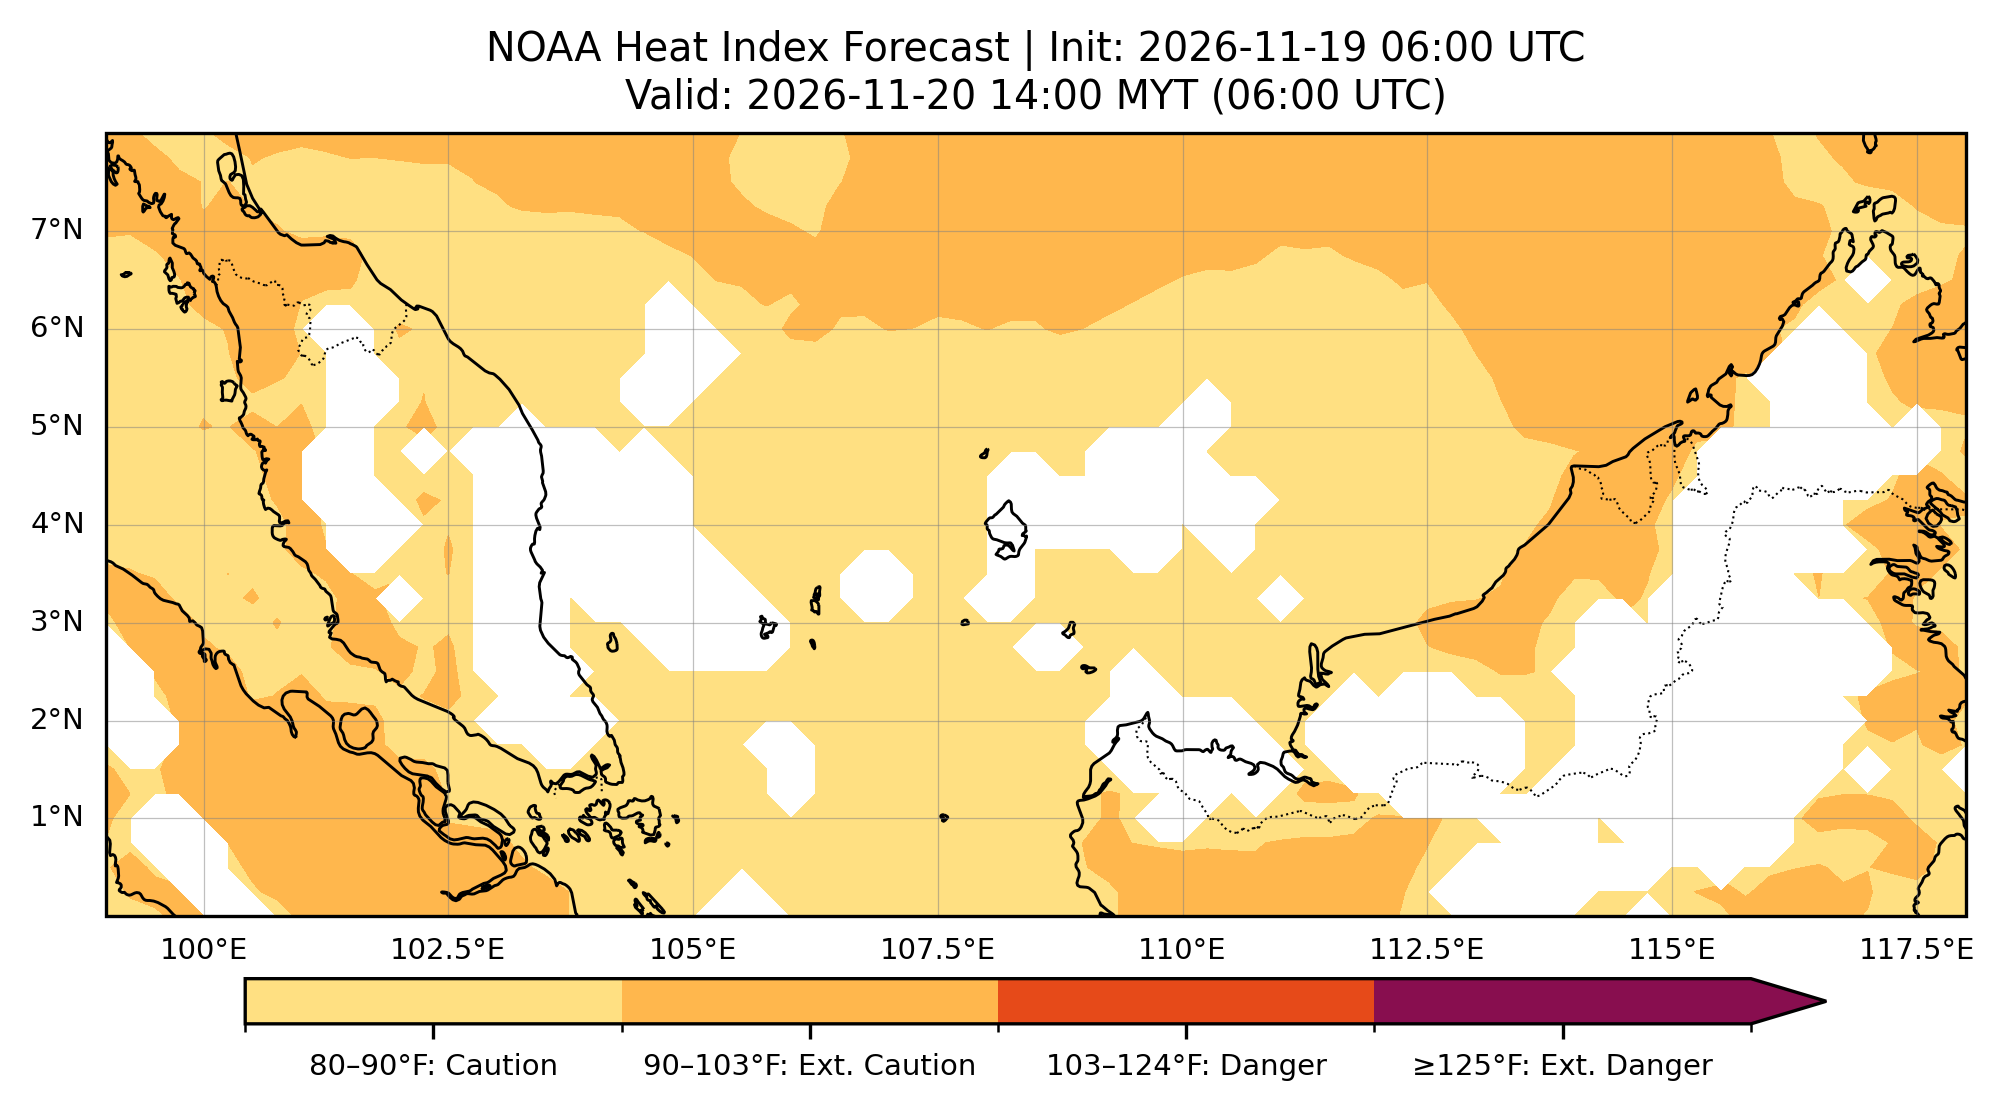 NOAA Heat Index Forecast | Init: 2026-11-19 06:00 UTC
Valid: 2026-11-20 14:00 MYT (06:00 UTC)
7°N
6°N
5°N
4°N
3°N
2°N
1°N
100°E 102.5°E 105°E 107.5°E 110°E 112.5°E 115°E 117.5°E
80–90°F: Caution 90–103°F: Ext. Caution 103–124°F: Danger ≥125°F: Ext. Danger